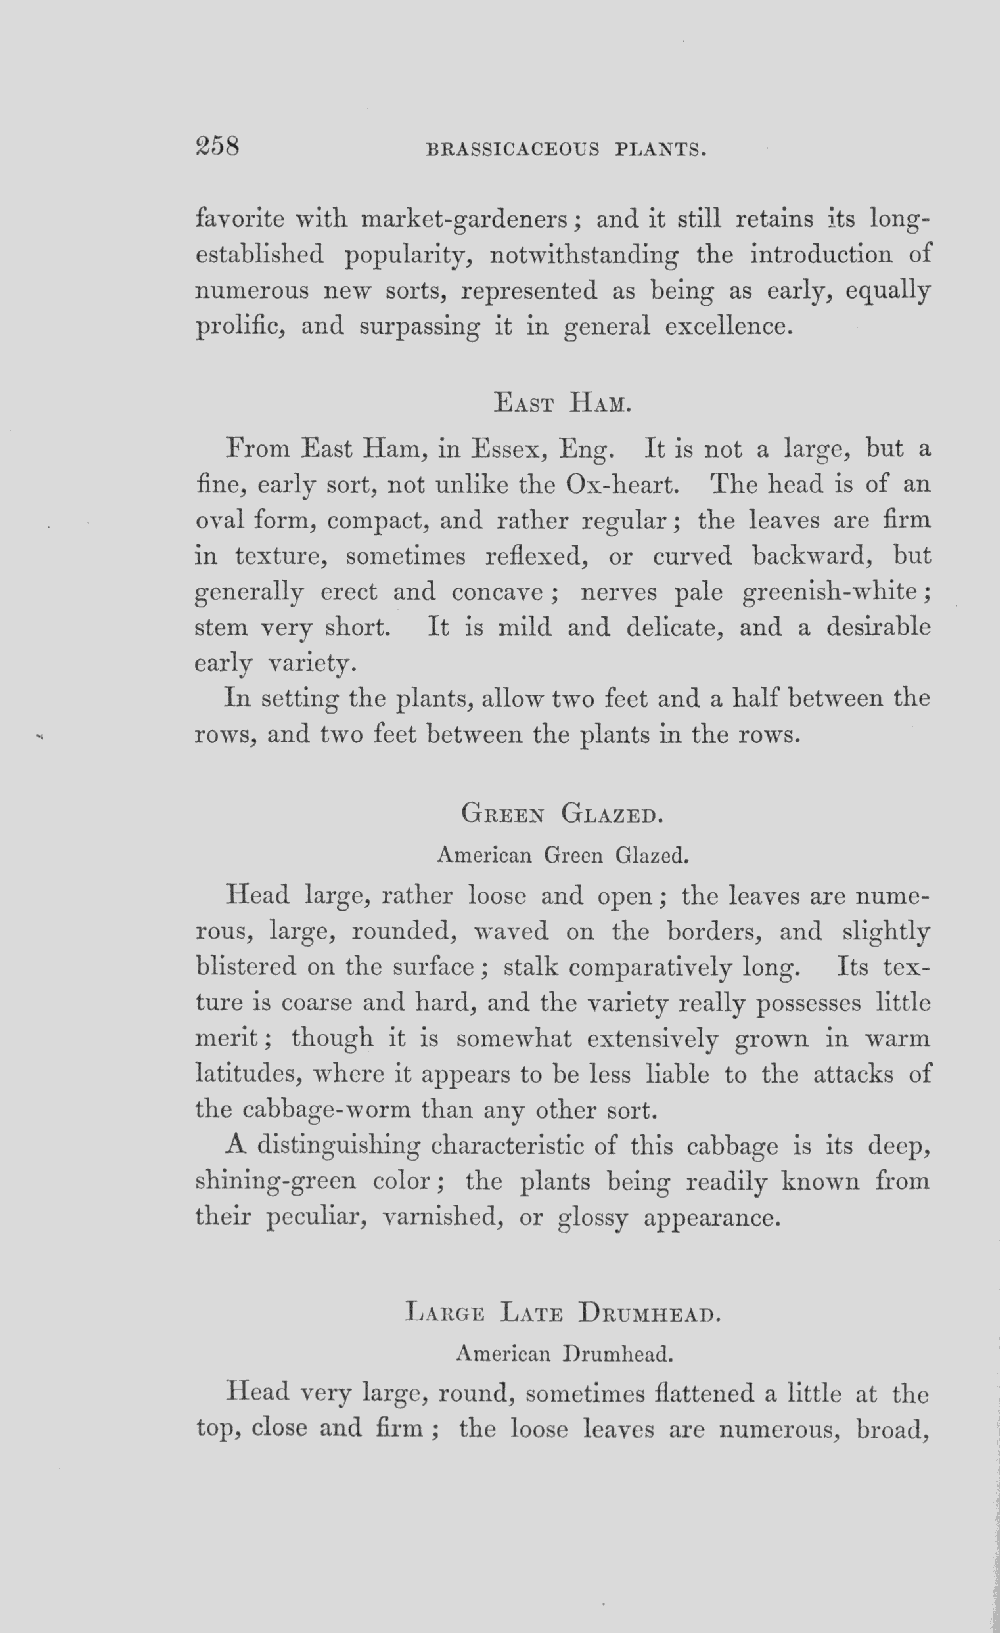 258 BRASSICACEOUS PLANTS.
favorite with market-gardeners; and it still retains its long-
established popularity, notwithstanding the introduction of
numerous new sorts, represented as being as early, equally
prolific, and surpassing it in general excellence.
EAST HAM.
From East Ham, in Essex, Eng. It is not a large, but a
fine, early sort, not unlike the Ox-heart. The head is of an
oval form, compact, and rather regular; the leaves are firm
in texture, sometimes reflexed, or curved backward, but
generally erect and concave; nerves pale greenish-white;
stem very short. It is mild and delicate, and a desirable
early variety.
In setting the plants, allow two feet and a half between the
rows, and two feet between the plants in the rows.
GREEN GLAZED.
American Green Glazed.
Head large, rather loose and open; the leaves are nume-
rous, large, rounded, waved on the borders, and slightly
blistered on the surface; stalk comparatively long. Its tex-
ture is coarse and hard, and the variety really possesses little
merit; though it is somewhat extensively grown in warm
latitudes, where it appears to be less liable to the attacks of
the cabbage-worm than any other sort.
A distinguishing characteristic of this cabbage is its deep,
shining-green color; the plants being readily known from
their peculiar, varnished, or glossy appearance.
LARGE LATE DRUMHEAD.
American Drumhead.
Head very large, round, sometimes flattened a little at the
top, close and firm; the loose leaves are numerous, broad,